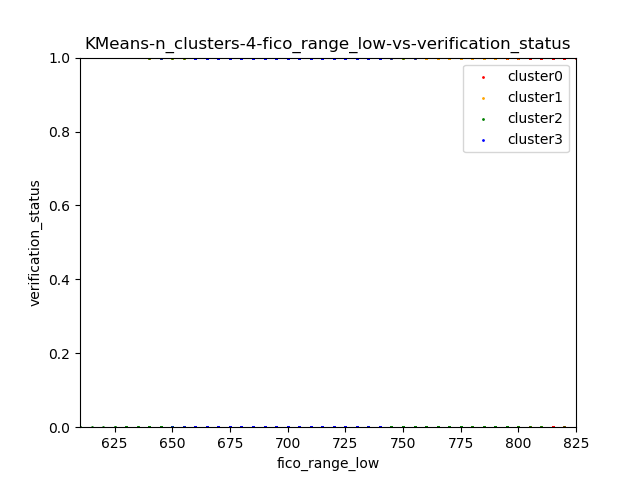 KMeans-n_clusters-4-fico_range_low-vs-verification_status
1.0
0.8
0.6
0.4
0.2
0.0
verification_status
cluster0
cluster1
cluster2
cluster3
625 650 675 700 725 750 775 800 825
fico_range_low